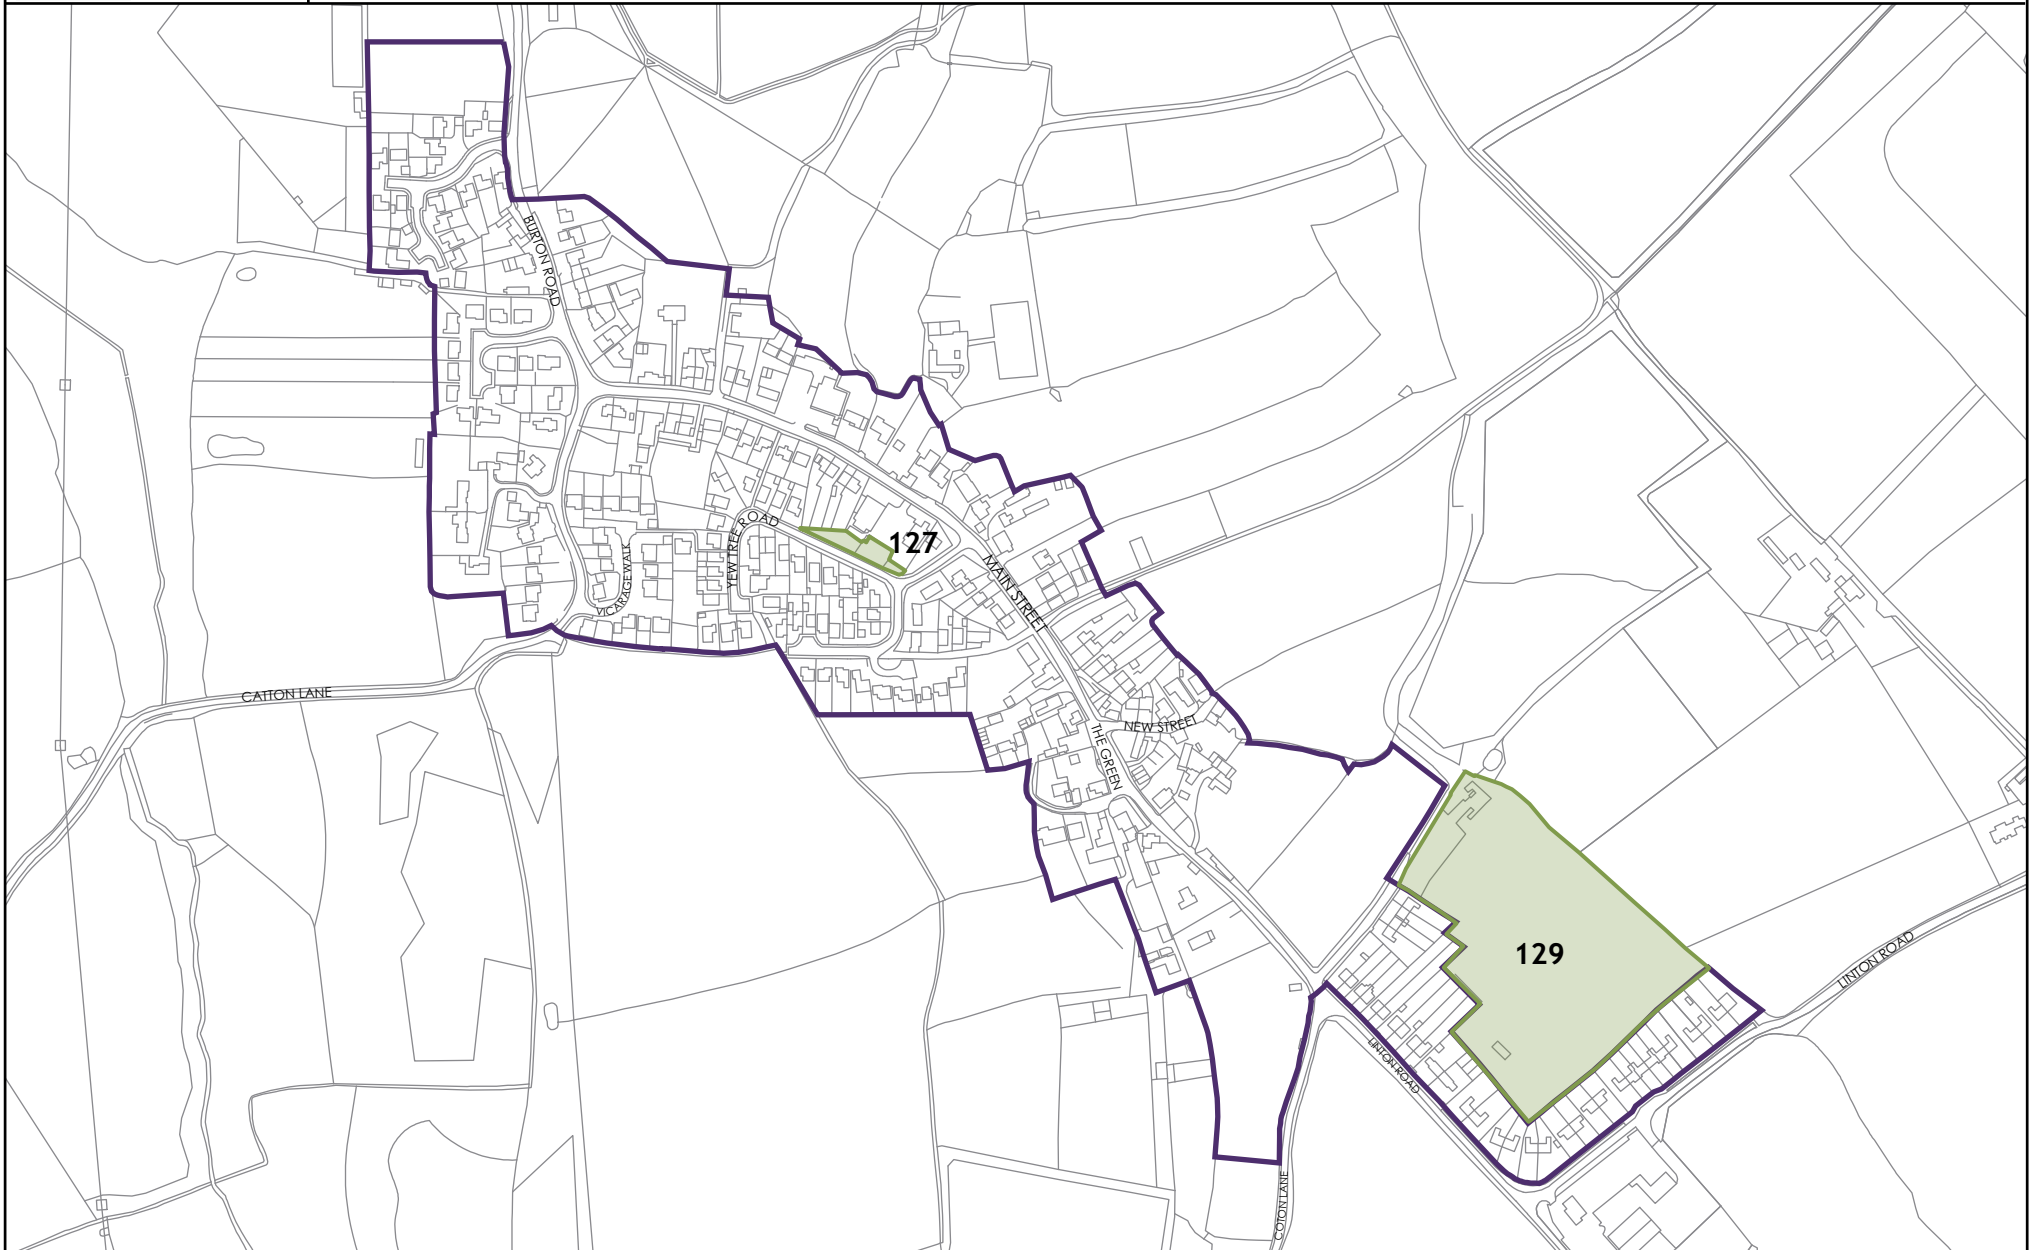 BURTON ROAD
YEW TREE ROAD
127
VICARAGE WALK
MAIN STREET
CATTON LANE
NEW STREET
THE GREEN
129
LINTON ROAD
LINTON ROAD
COTON LANE